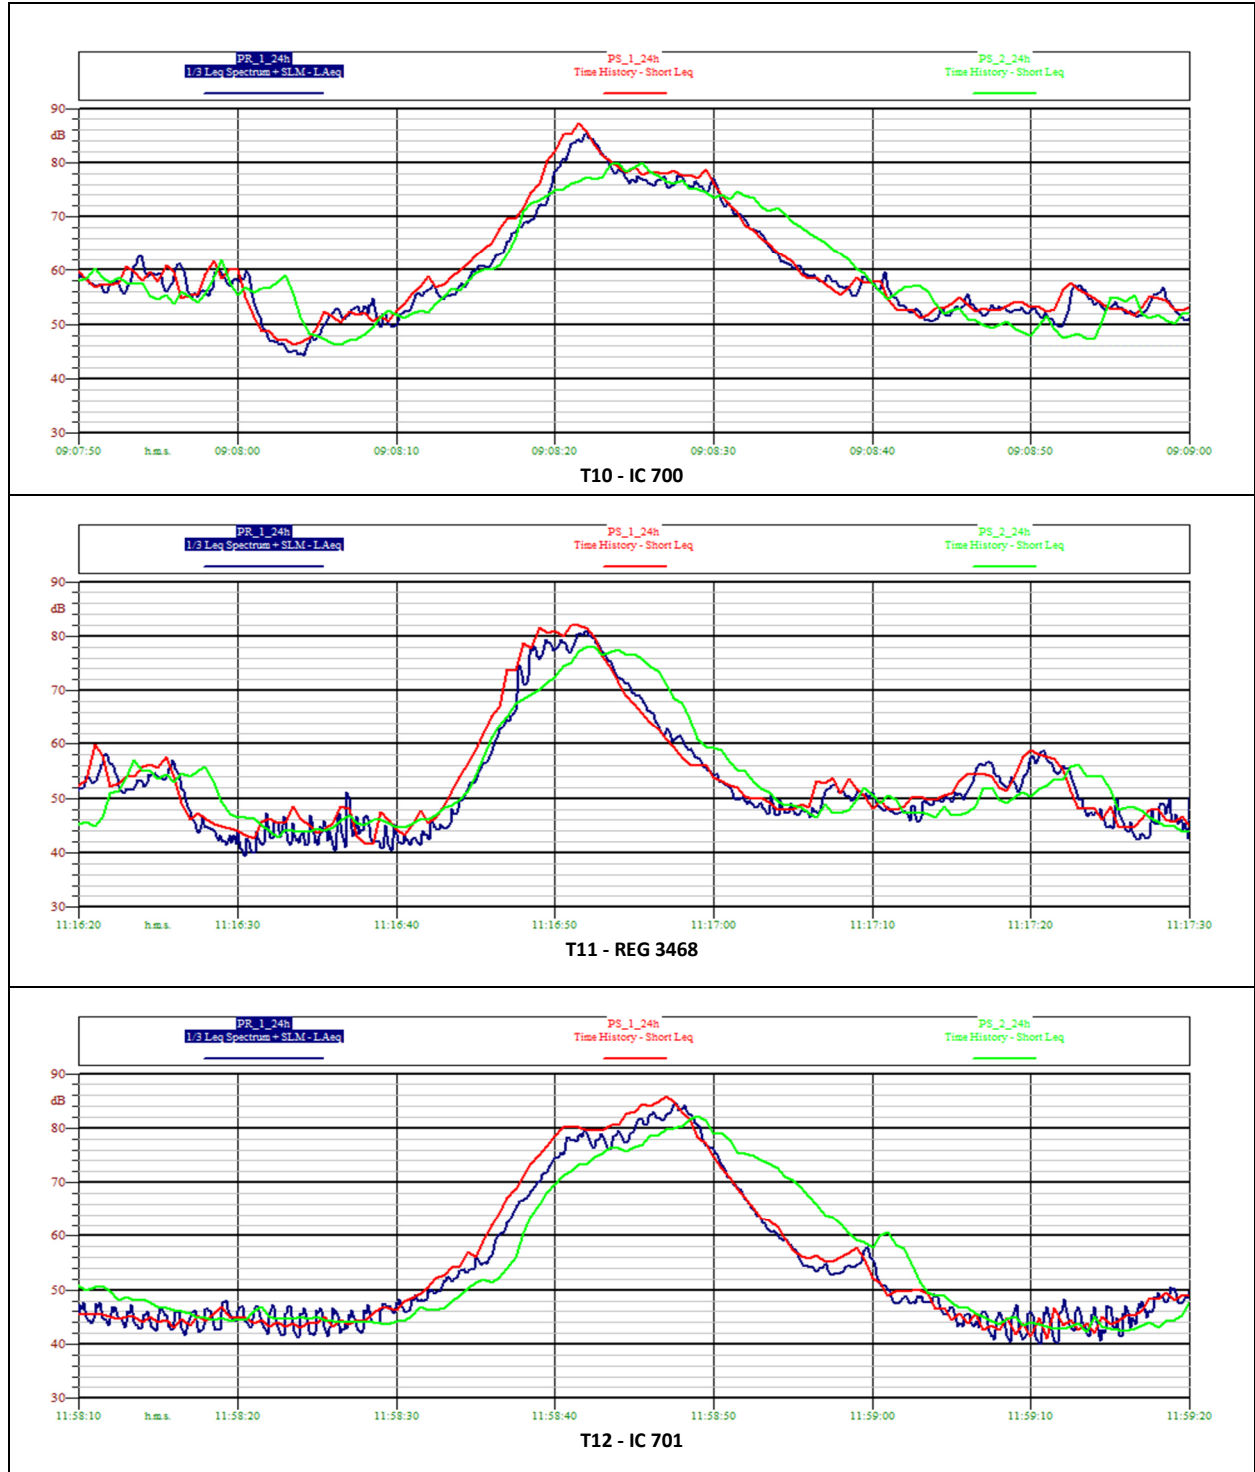 PR_1_24h PS_1_24h PS_2_24h
1/3 Leq Spectrum + SLM - LAeq Time History - Short Leq Time History - Short Leq
90
dB
80
70
60
50
40
30
09:07:50 h.m.s. 09:08:00 09:08:10 09:08:20 09:08:30 09:08:40 09:08:50 09:09:00
T10 - IC 700
PR_1_24h PS_1_24h PS_2_24h
1/3 Leq Spectrum + SLM - LAeq Time History - Short Leq Time History - Short Leq
90
dB
80
70
60
50
40
30
11:16:20 h.m.s. 11:16:30 11:16:40 11:16:50 11:17:00 11:17:10 11:17:20 11:17:30
T11 - REG 3468
PR_1_24h PS_1_24h PS_2_24h
1/3 Leq Spectrum + SLM - LAeq Time History - Short Leq Time History - Short Leq
90
dB
80
70
60
50
40
30
11:58:10 h.m.s. 11:58:20 11:58:30 11:58:40 11:58:50 11:59:00 11:59:10 11:59:20
T12 - IC 701